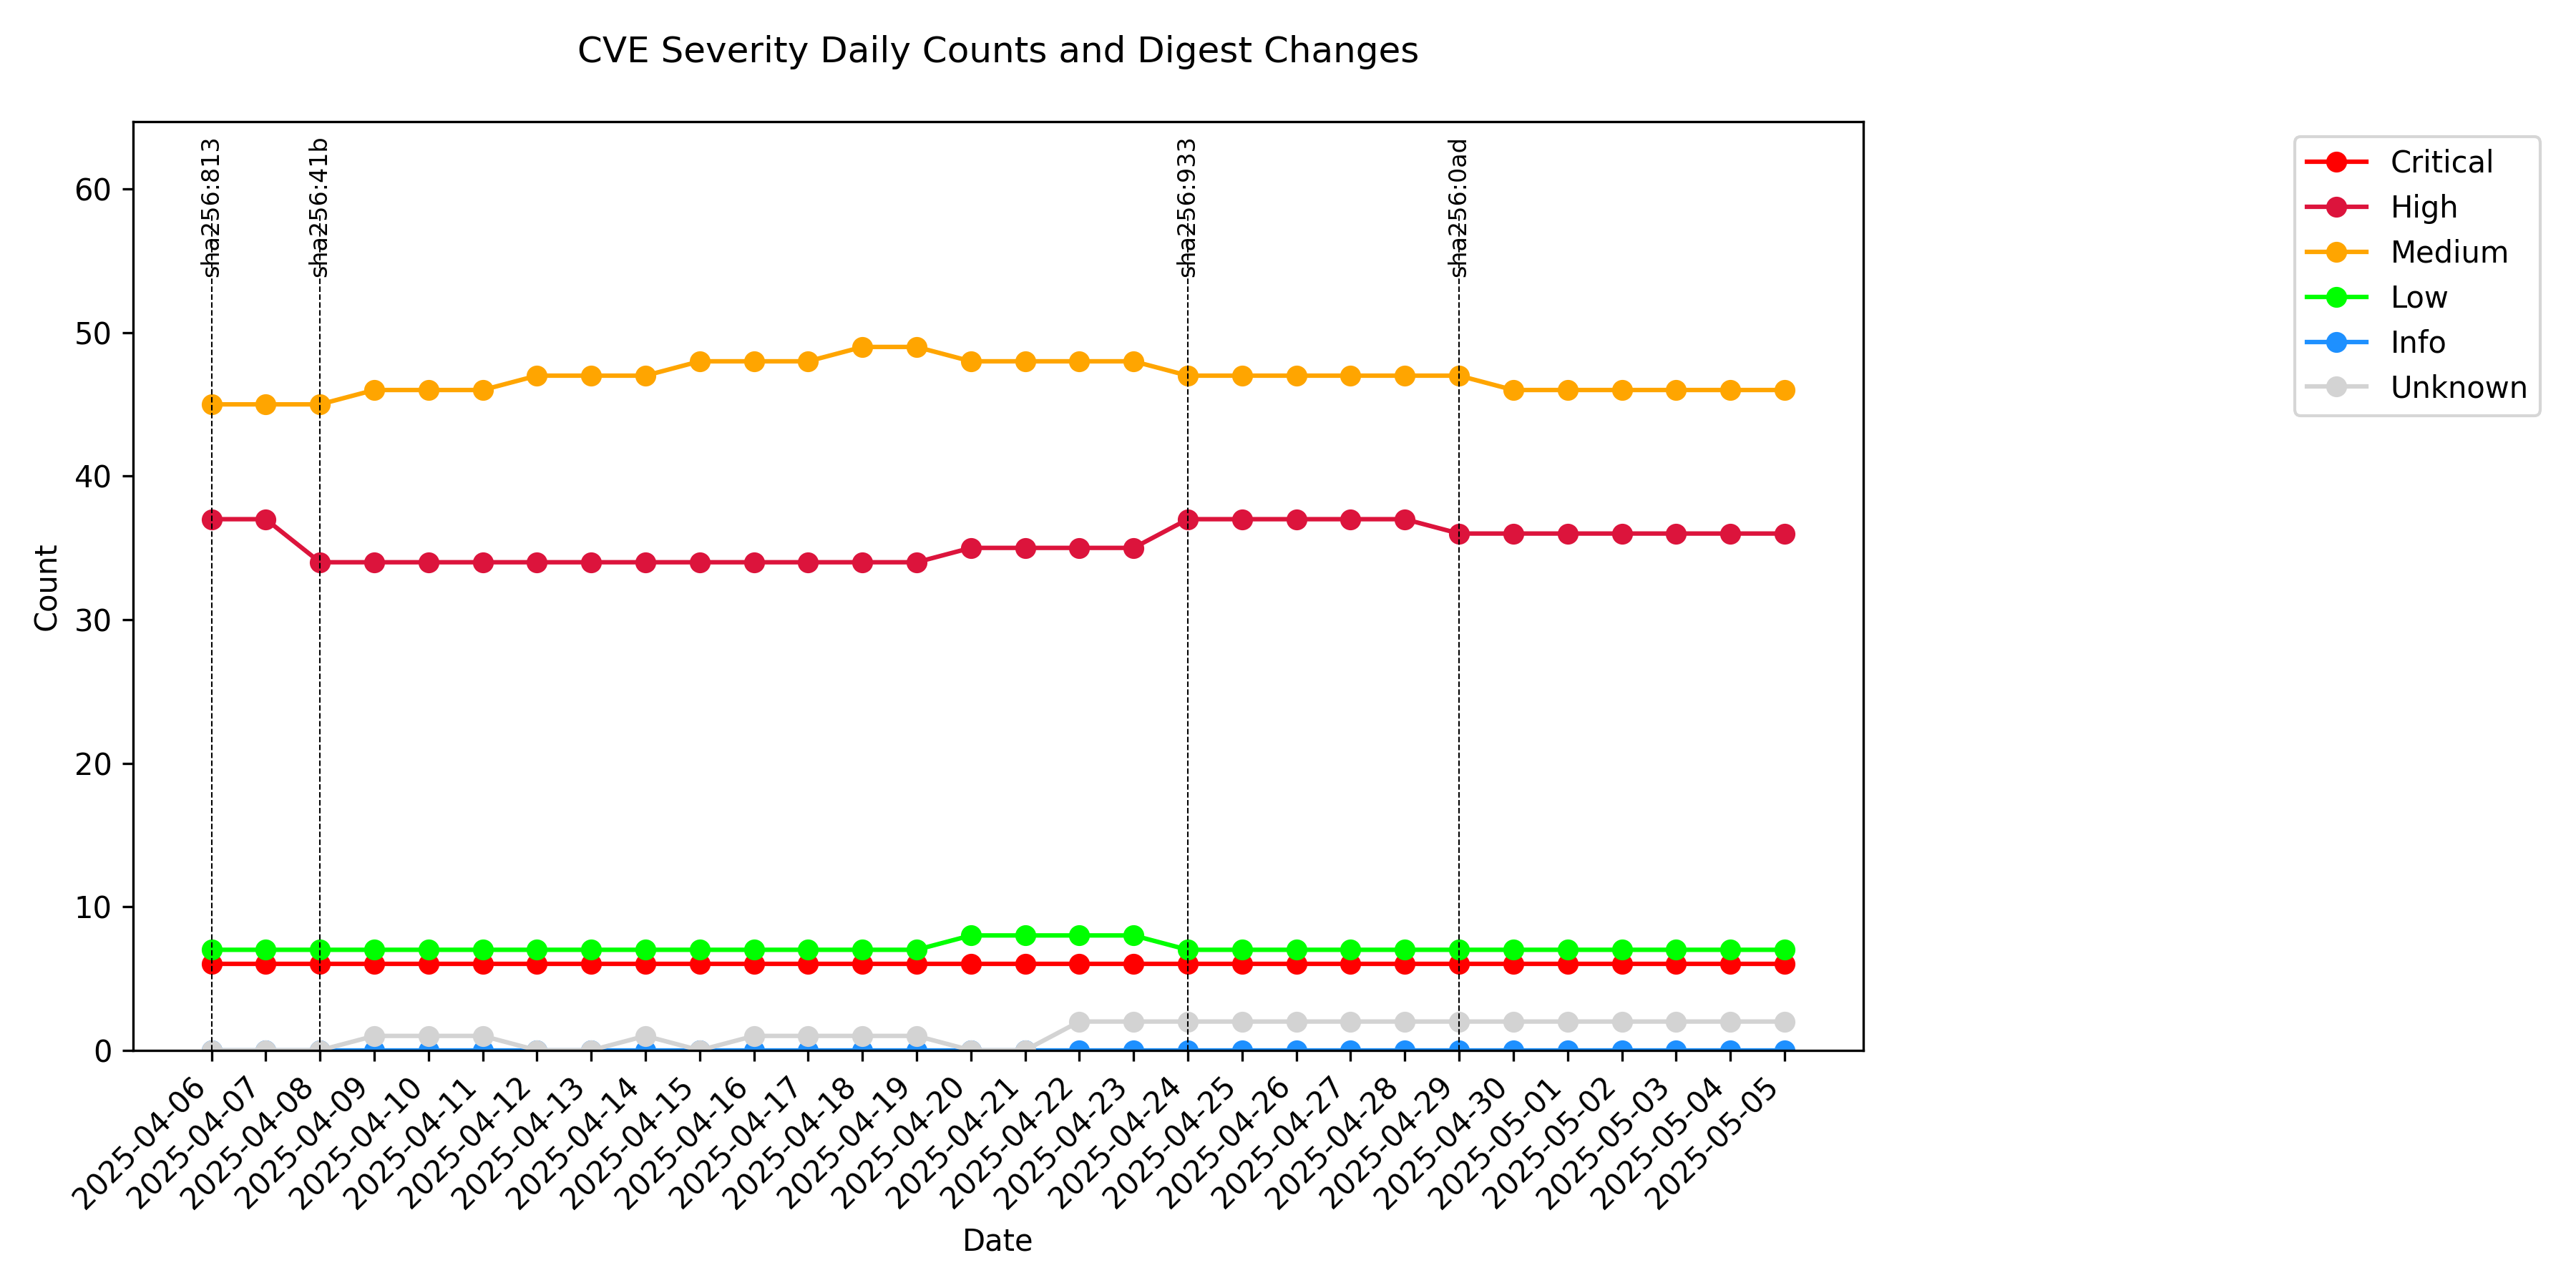 CVE Severity Daily Counts and Digest Changes
sha256:813
sha256:41b
sha256:933
sha256:0ad
Critical
High
Medium
Low
Info
Unknown
Count
60
50
40
30
20
10
0
2025-04-06
2025-04-07
2025-04-08
2025-04-09
2025-04-10
2025-04-11
2025-04-12
2025-04-13
2025-04-14
2025-04-15
2025-04-16
2025-04-17
2025-04-18
2025-04-19
2025-04-20
2025-04-21
2025-04-22
2025-04-23
2025-04-24
2025-04-25
2025-04-26
2025-04-27
2025-04-28
2025-04-29
2025-04-30
2025-05-01
2025-05-02
2025-05-03
2025-05-04
2025-05-05
Date